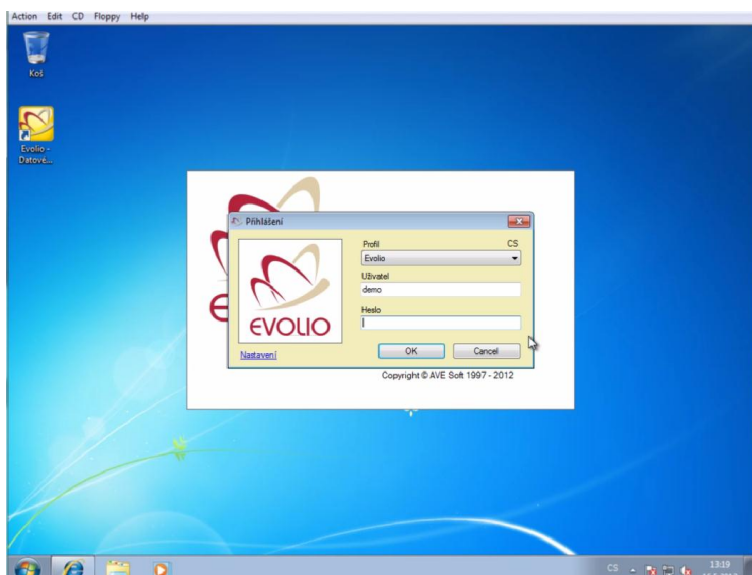 Action Edit CD Floppy Help
Koš
Evolio -
Datové...
Přihlášení
Profil
CS
Evolio
Uživatel
demo
Heslo
EVOLIO
Nastavení
OK
Cancel
Copyright © AVE Soft 1997 - 2012
CS
13:19